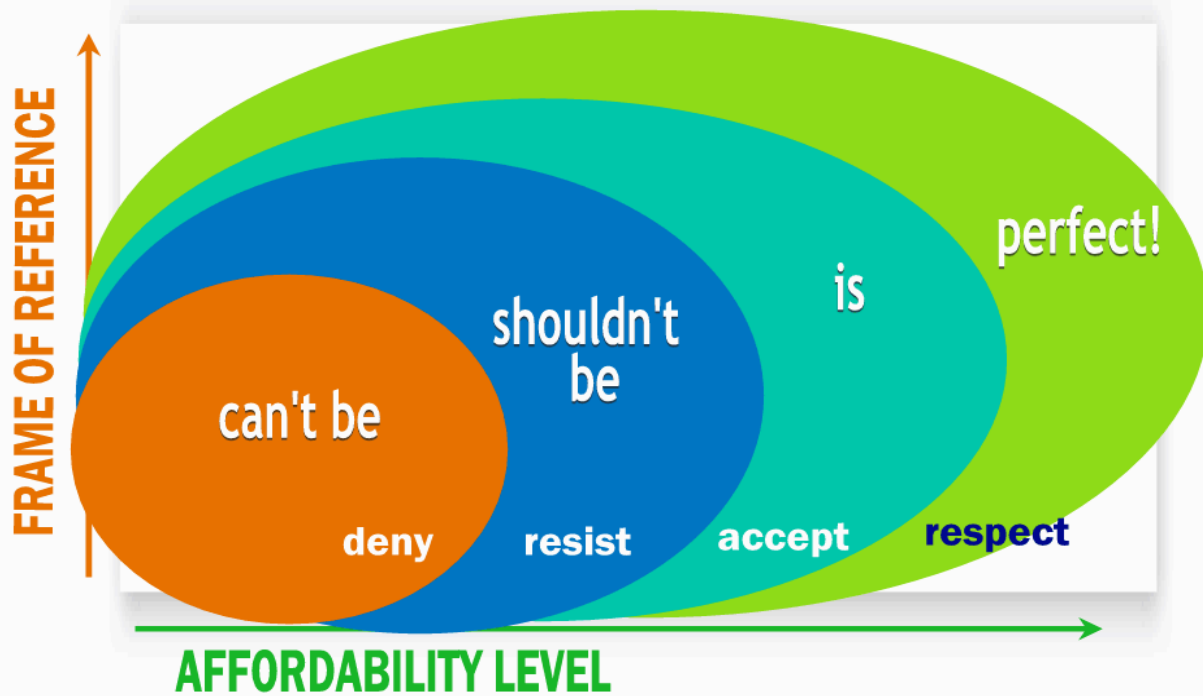 FRAME OF REFERENCE
perfect!
is
shouldn't
be
can't be
deny
resist
accept
respect
AFFORDABILITY LEVEL